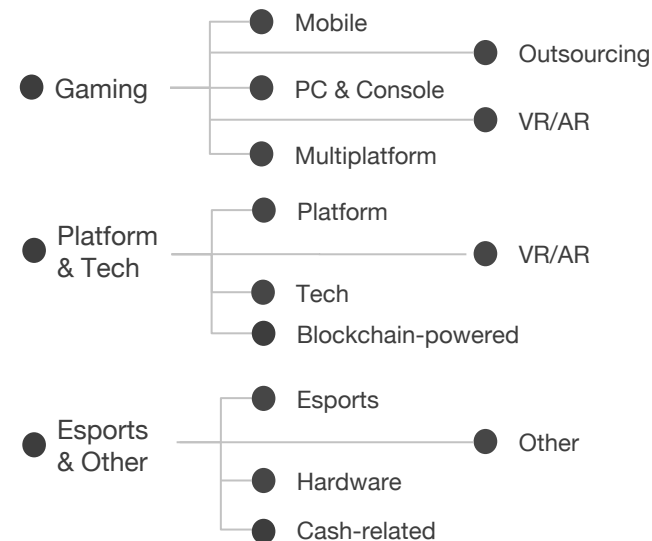 Mobile
Outsourcing
Gaming
PC & Console
VR/AR
Multiplatform
Platform
Platform
& Tech
VR/AR
Tech
Blockchain-powered
Esports
Esports
& Other
Other
Hardware
Cash-related